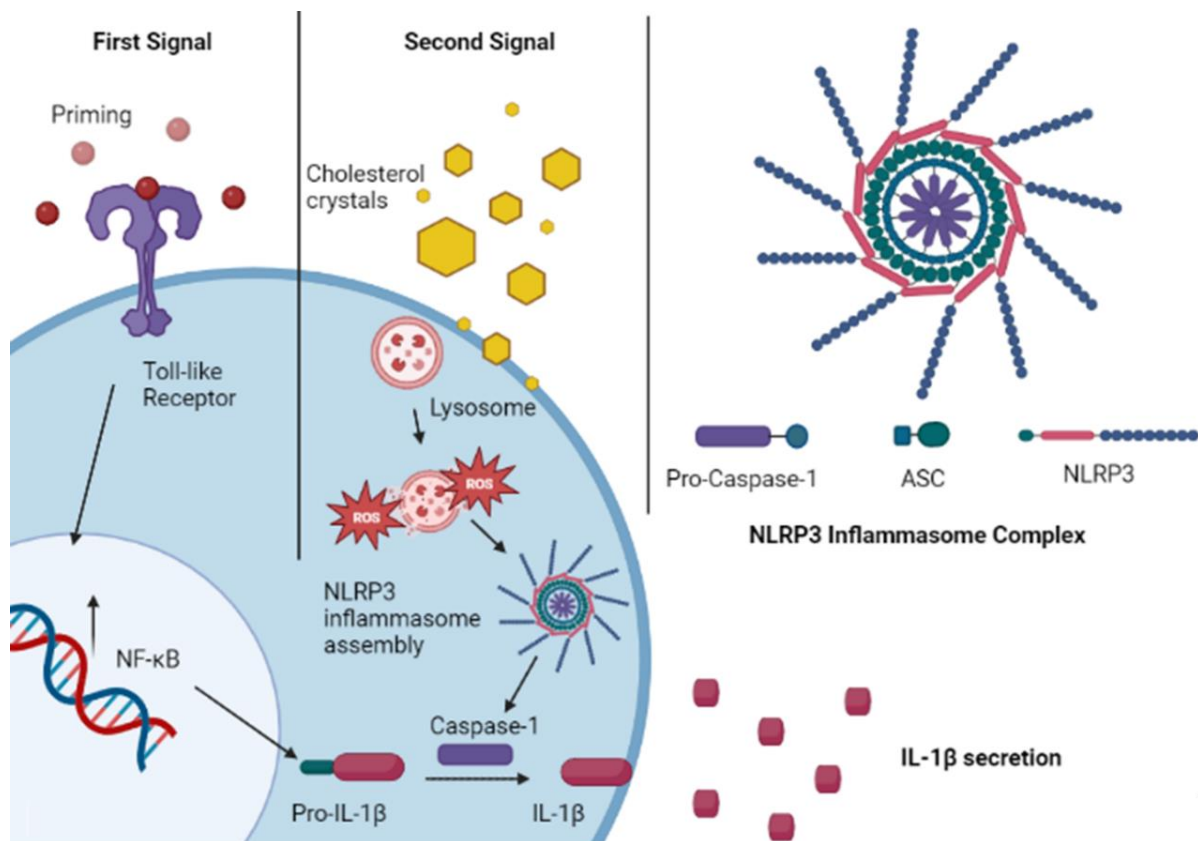 First Signal
Priming
Toll-like
Receptor
NF-κB
Second Signal
Cholesterol
crystals
Lysosome
ROS
ROS
NLRP3
inflammasome
assembly
Caspase-1
Pro-IL-1β
IL-1β
Pro-Caspase-1
ASC
NLRP3
NLRP3 Inflammasome Complex
IL-1β secretion